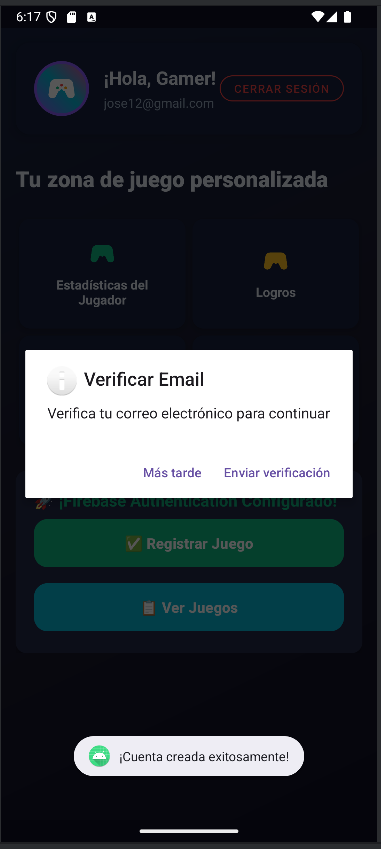 6:17
¡Hola, Gamer!
jose12@gmail.com
CERRAR SESIÓN
Tu zona de juego personalizada
Estadísticas del
Jugador
Logros
Verificar Email
Verifica tu correo electrónico para continuar
Más tarde
Enviar verificación
🚀 ¡Firebase Authentication Configurado!
✅ Registrar Juego
📋 Ver Juegos
¡Cuenta creada exitosamente!